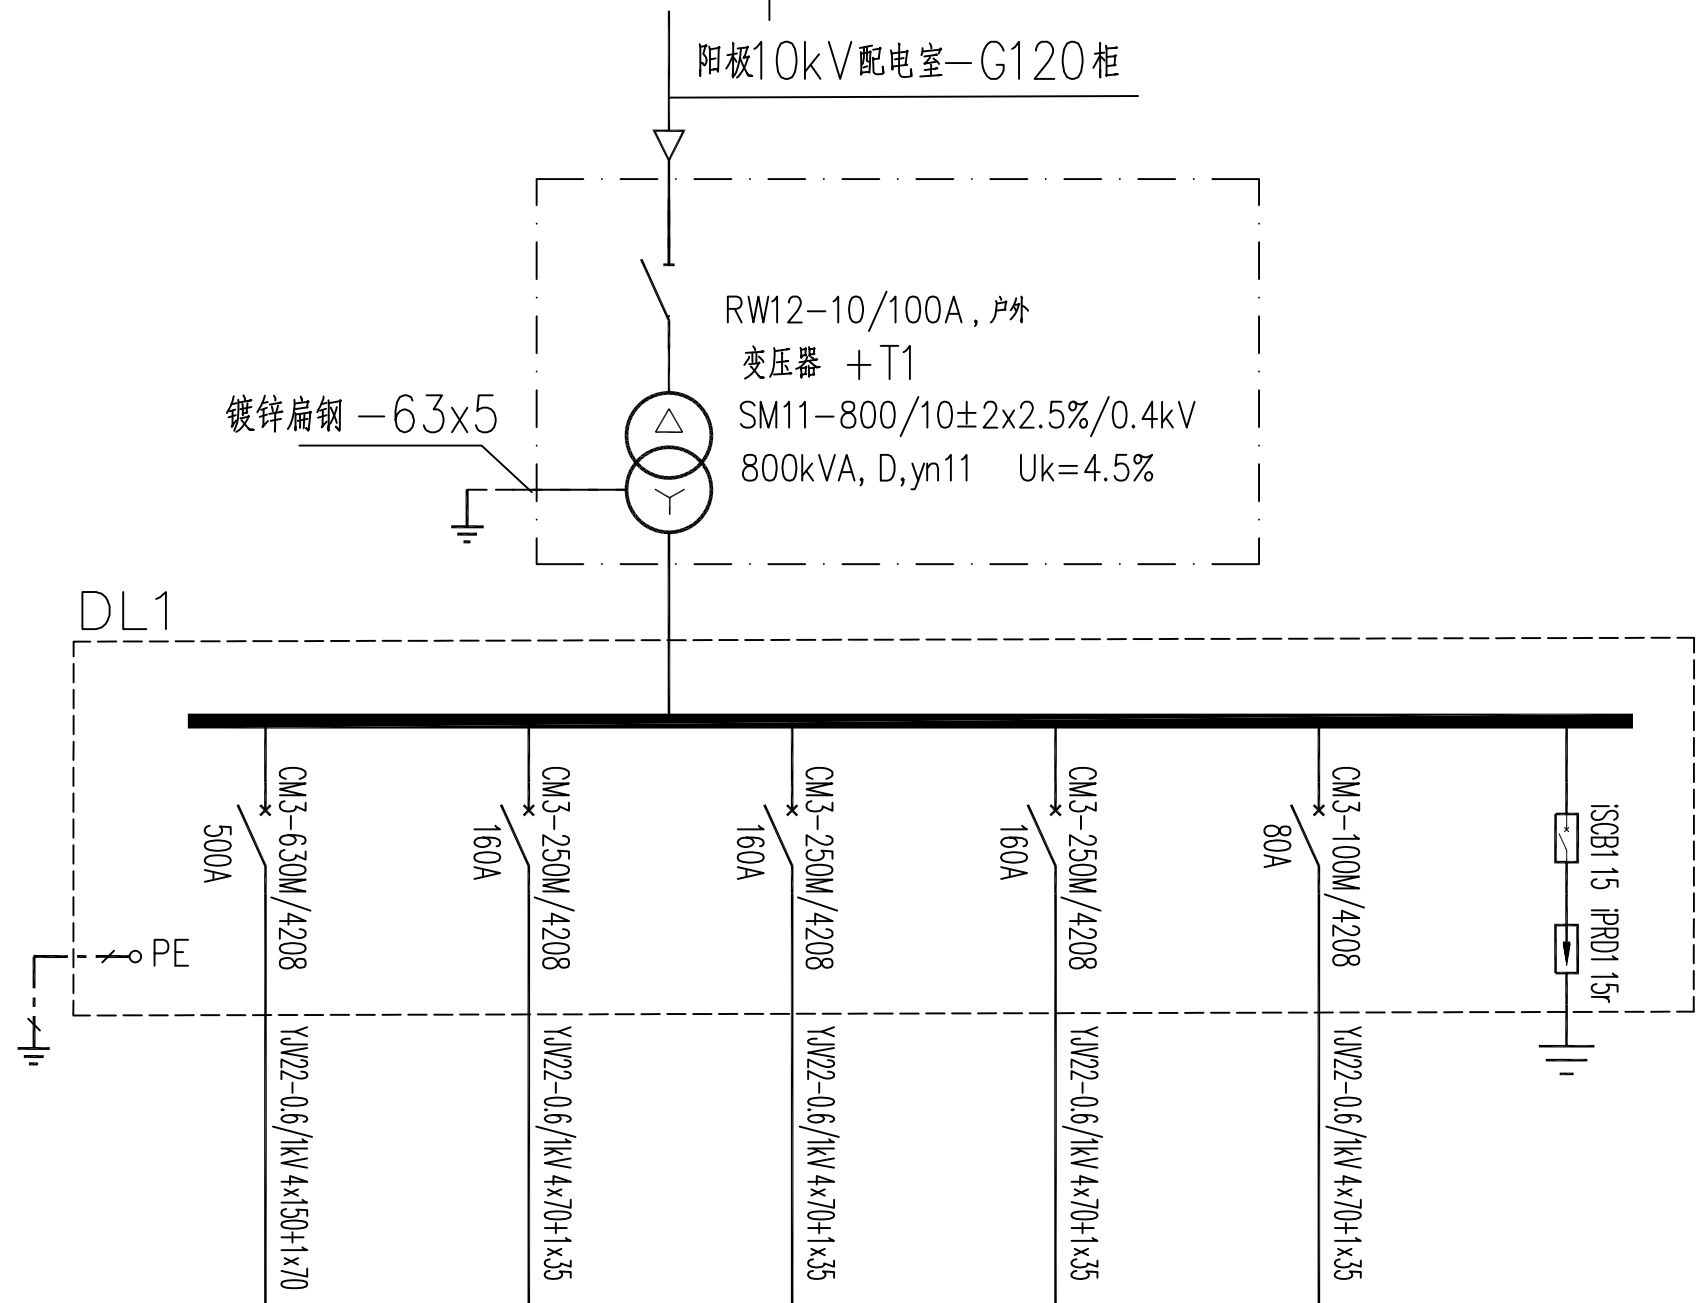 阳极10kV配电室-G120柜
RW12-10/100A,户外
变压器 +T1
镀锌扁钢 -63x5
SM11-800/10±2x2.5%/0.4kV
800kVA, D,yn11 Uk=4.5%
DL1
CM3-630M/4208
500A
CM3-250M/4208
160A
CM3-250M/4208
160A
CM3-250M/4208
160A
CM3-100M/4208
80A
iSCB1 15
iPRD1 15r
PE
YJV22-0.6/1kV 4x150+1x70
YJV22-0.6/1kV 4x70+1x35
YJV22-0.6/1kV 4x70+1x35
YJV22-0.6/1kV 4x70+1x35
YJV22-0.6/1kV 4x70+1x35